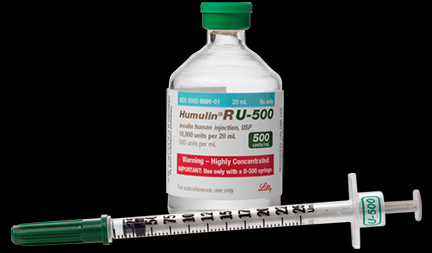 NDC 0002-8501-01 20 mL Rx only
Humulin® R U-500
insulin human injection, USP
10,000 units per 20 mL
500 units per mL
500
units/mL
Warning – Highly Concentrated
IMPORTANT: Use only with a U-500 syringe
For subcutaneous use only
Lilly
U-500